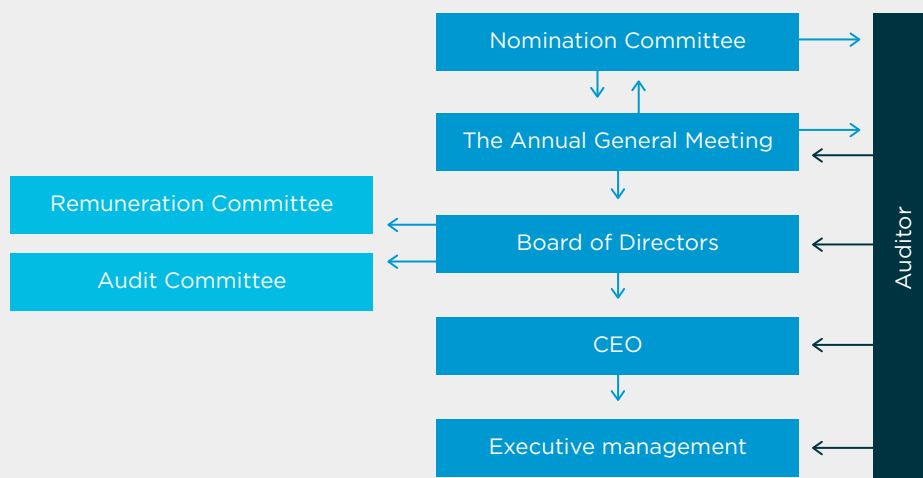 Nomination Committee
The Annual General Meeting
Remuneration Committee
Board of Directors
Audit Committee
CEO
Executive management
Auditor